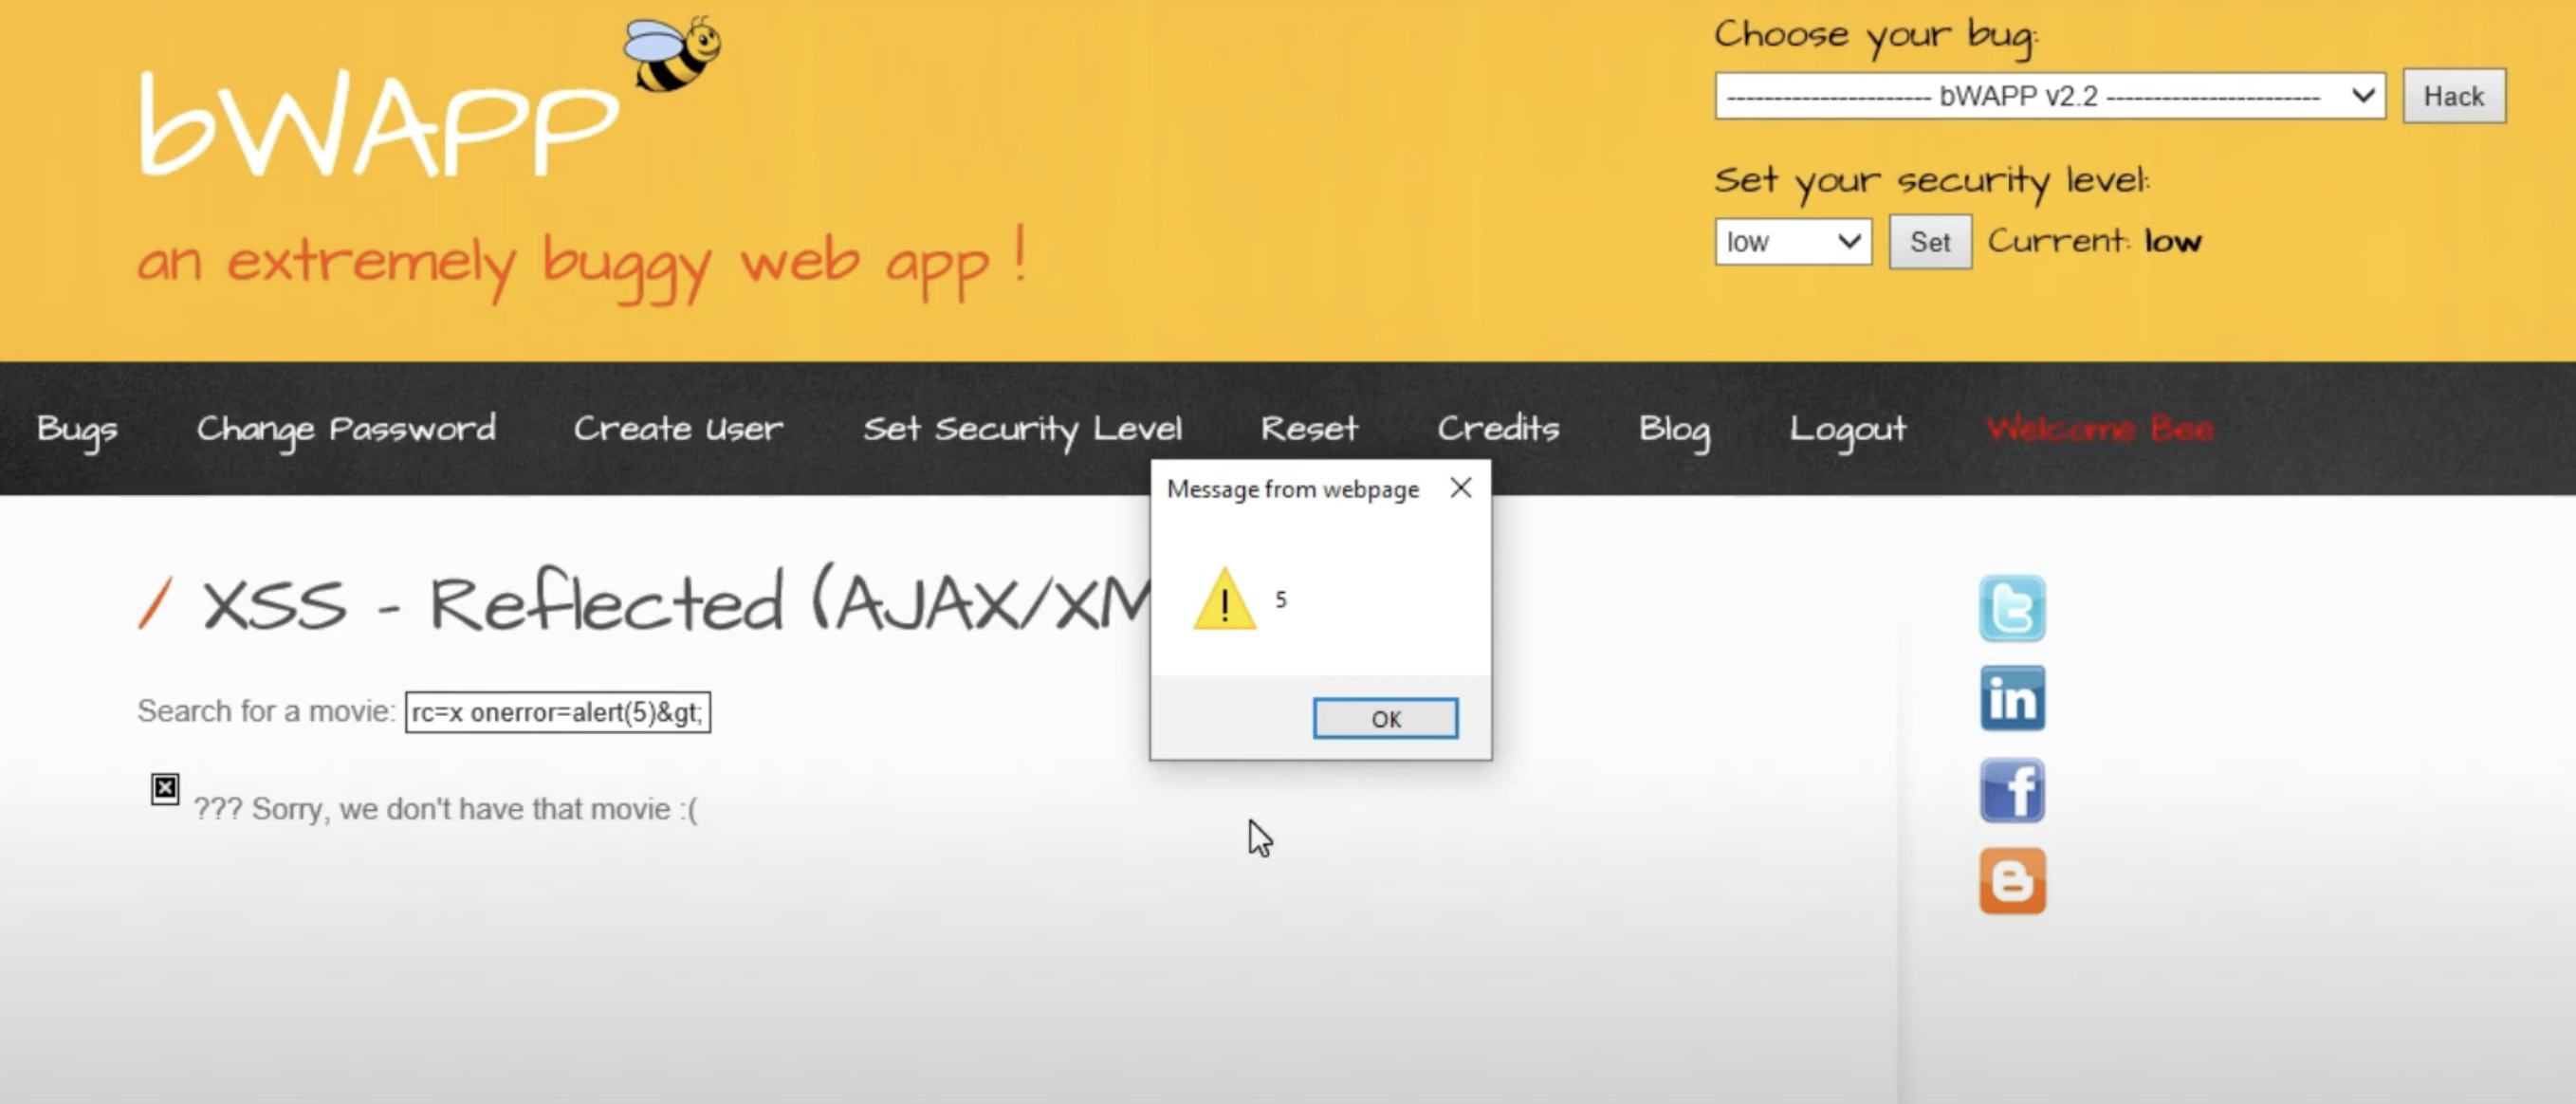 bWAPP
an extremely buggy web app !
Choose your bug:
---------------------- bWAPP v2.2 -----------------------
Hack
Set your security level:
low
Set
Current: low
Bugs
Change Password
Create User
Set Security Level
Reset
Credits
Blog
Logout
Welcome Bee
Message from webpage
5
OK
/ XSS - Reflected (AJAX/XM
Search for a movie:
rc=x onerror=alert(5)&gt;
??? Sorry, we don't have that movie :(